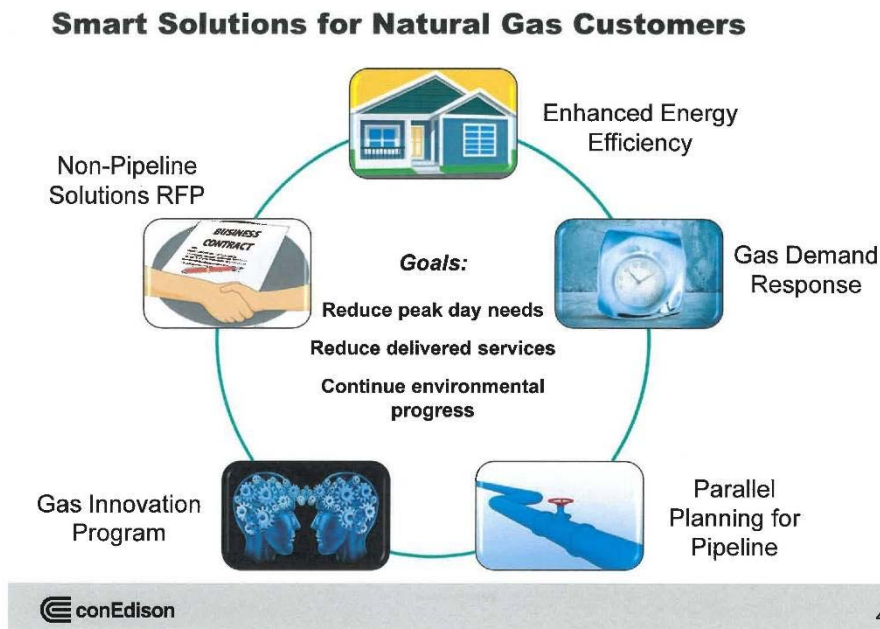 Smart Solutions for Natural Gas Customers
Enhanced Energy
Efficiency
Non-Pipeline
Solutions RFP
BUSINESS
CONTRACT
Goals:
Gas Demand
Response
Reduce peak day needs
Reduce delivered services
Continue environmental
progress
Gas Innovation
Program
Parallel
Planning for
Pipeline
conEdison